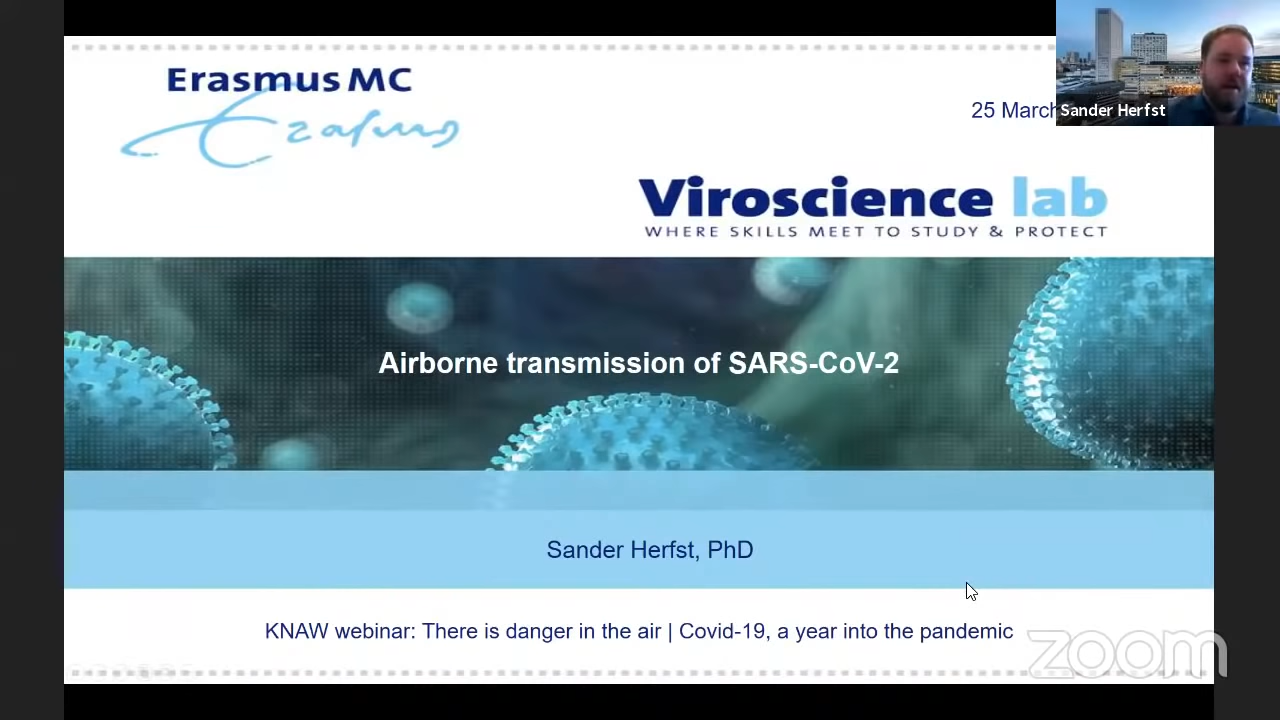 Erasmus MC
Erasmus
25 March
Sander Herfst
Viroscience lab
WHERE SKILLS MEET TO STUDY & PROTECT
Airborne transmission of SARS-CoV-2
Sander Herfst, PhD
KNAW webinar: There is danger in the air | Covid-19, a year into the pandemic
zoom